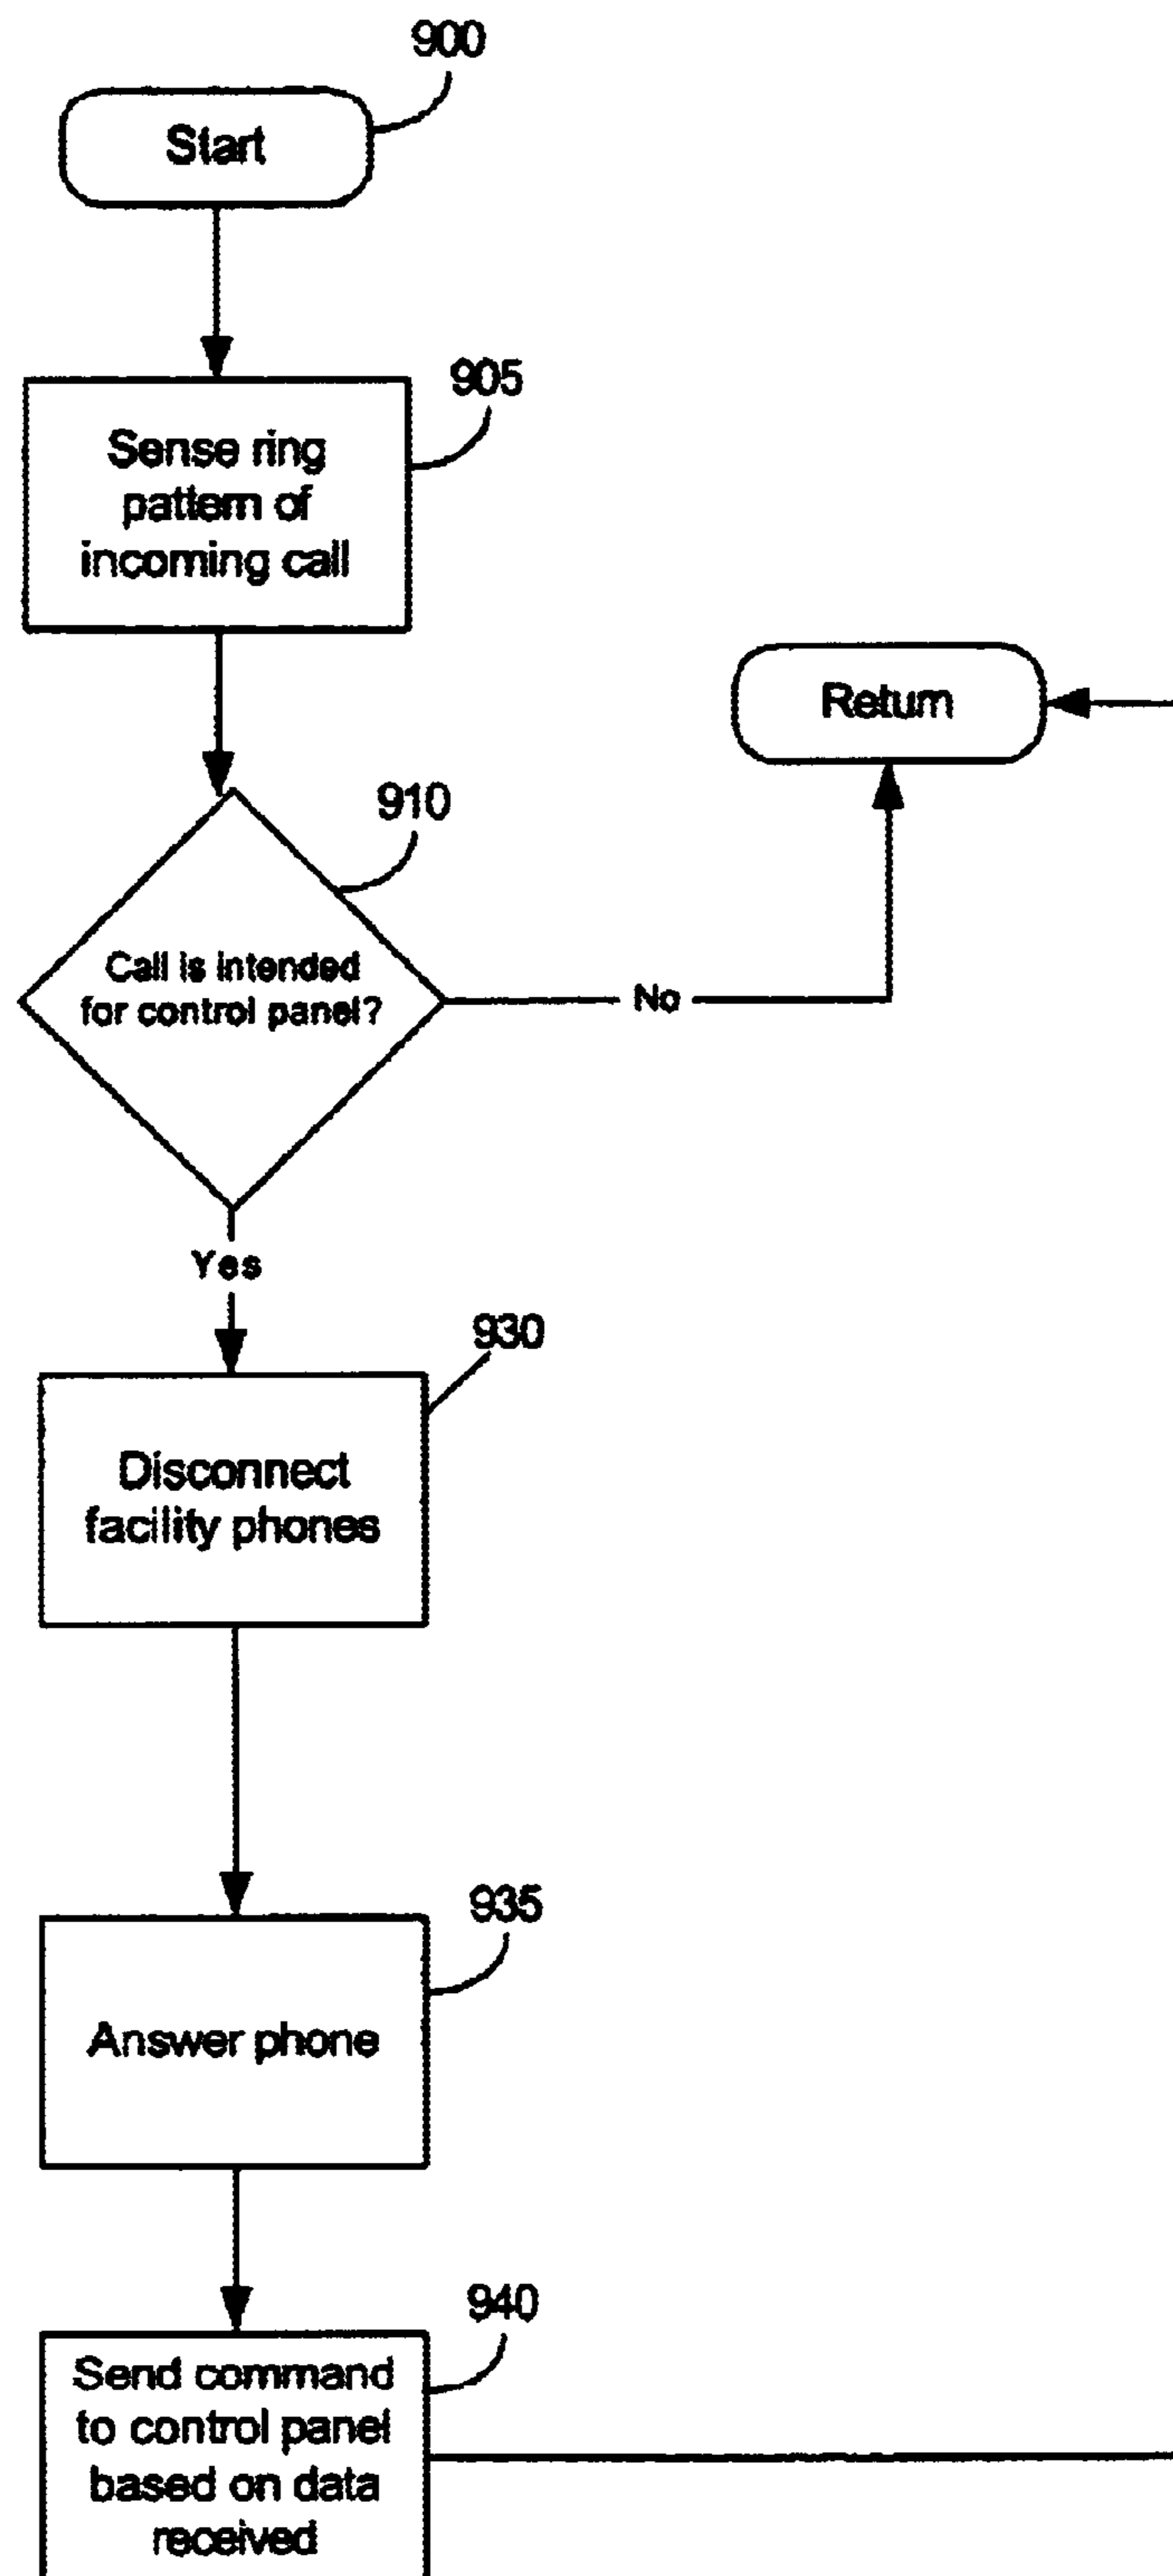 900
Start
905
Sense ring
pattern of
incoming call
Return
910
Call is intended
for control panel?
No
Yes
930
Disconnect
facility phones
935
Answer phone
940
Send command
to control panel
based on data
received